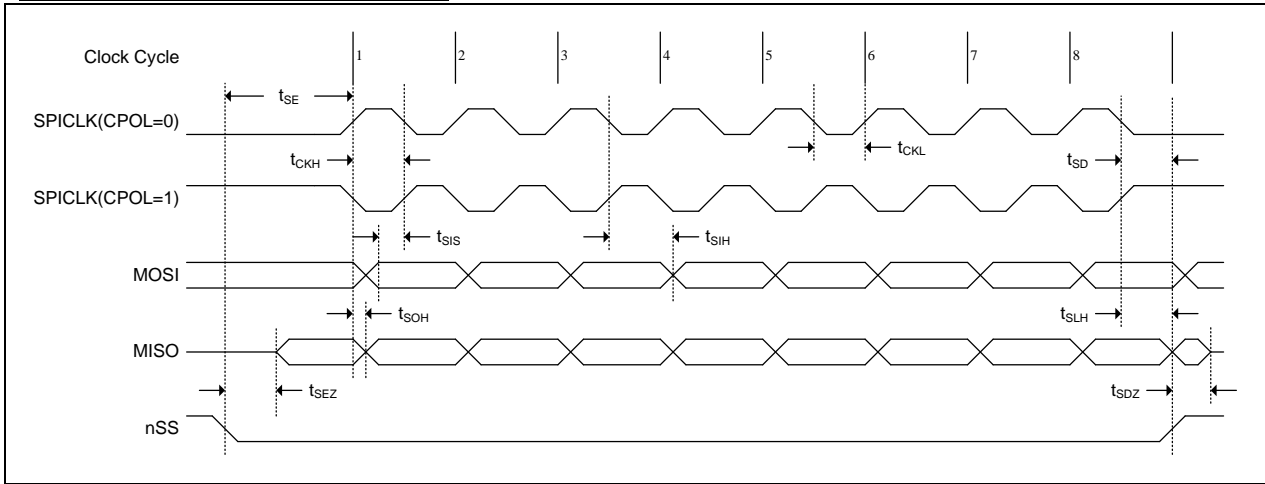 Clock Cycle 1 2 3 4 5 6 7 8
tSE
SPICLK(CPOL=0)
tCKH tCKL tSD
SPICLK(CPOL=1)
tSIS tSIH
MOSI
tSOH tSLH
MISO
tSEZ tSDZ
nSS